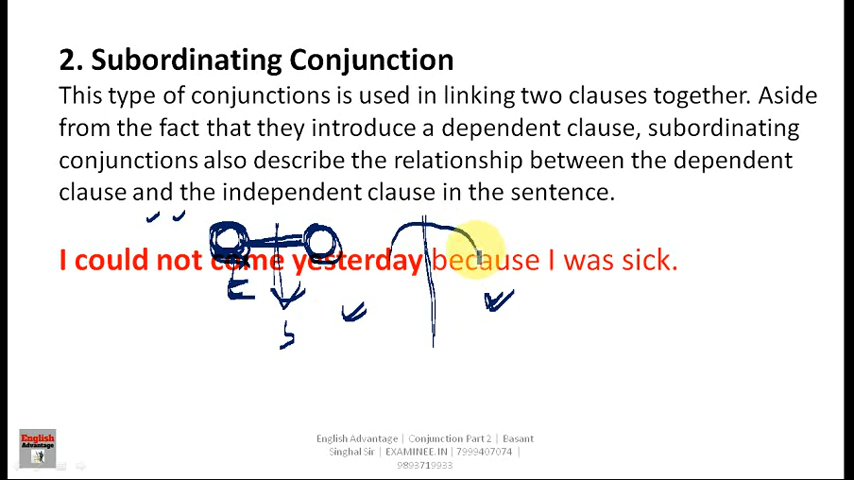 2. Subordinating Conjunction
This type of conjunctions is used in linking two clauses together. Aside
from the fact that they introduce a dependent clause, subordinating
conjunctions also describe the relationship between the dependent
clause and the independent clause in the sentence.
I could not come yesterday because I was sick.
E
S
English
Advantage
English Advantage | Conjunction Part 2 | Basant
Singhal Sir | EXAMINEE.IN | 7999407074 |
9893719933